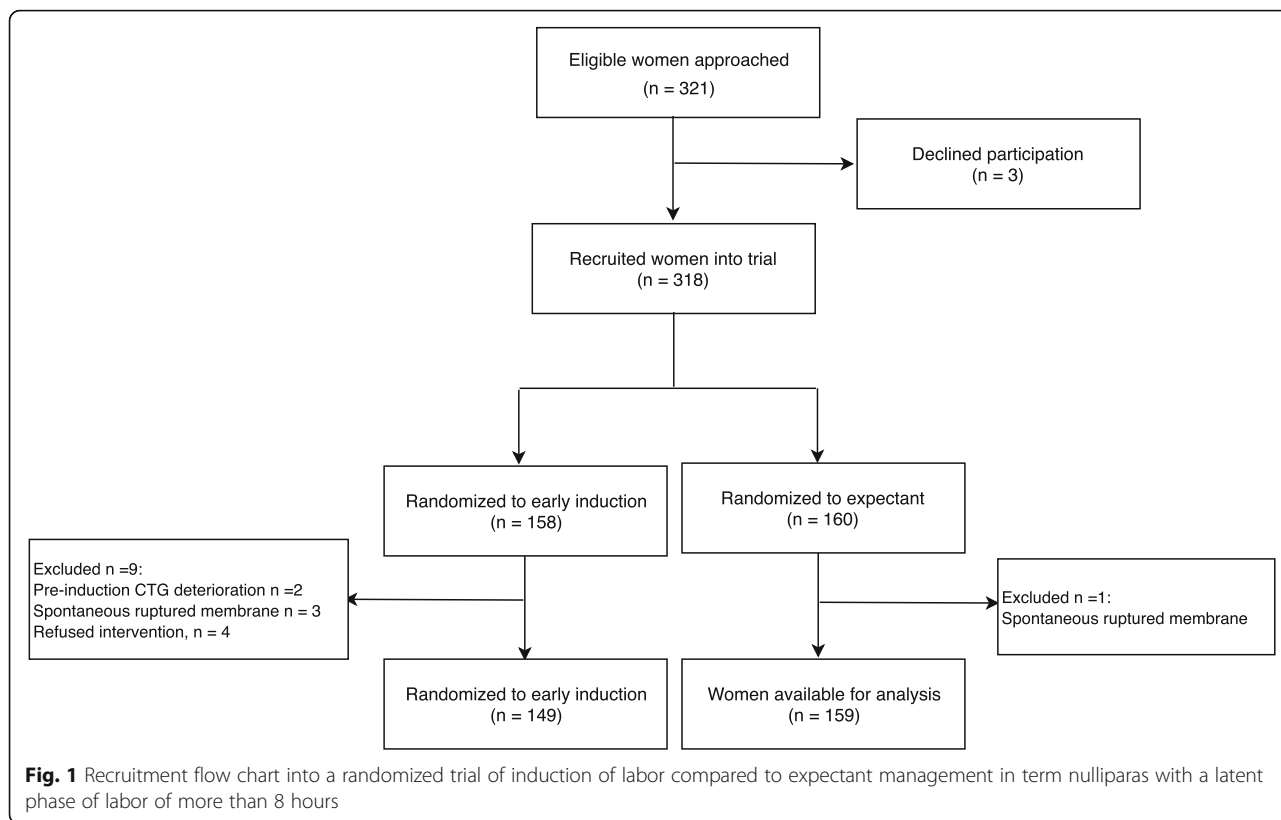 Eligible women approached
(n = 321)
Declined participation
(n = 3)
Recruited women into trial
(n = 318)
Randomized to early induction
(n = 158)
Randomized to expectant
(n = 160)
Excluded n =9:
Pre-induction CTG deterioration n =2
Spontaneous ruptured membrane n = 3
Refused intervention, n = 4
Excluded n =1:
Spontaneous ruptured membrane
Randomized to early induction
(n = 149)
Women available for analysis
(n = 159)
Fig. 1 Recruitment flow chart into a randomized trial of induction of labor compared to expectant management in term nulliparas with a latent
phase of labor of more than 8 hours